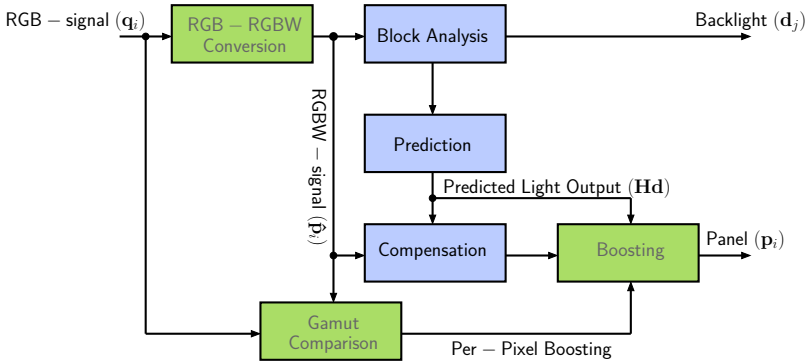 RGB – signal (q_i)
RGB – RGBW
Conversion
Block Analysis
Backlight (d_j)
RGBW – signal (p̂_i)
Prediction
Predicted Light Output (Hd)
Compensation
Boosting
Panel (p_i)
Gamut
Comparison
Per – Pixel Boosting